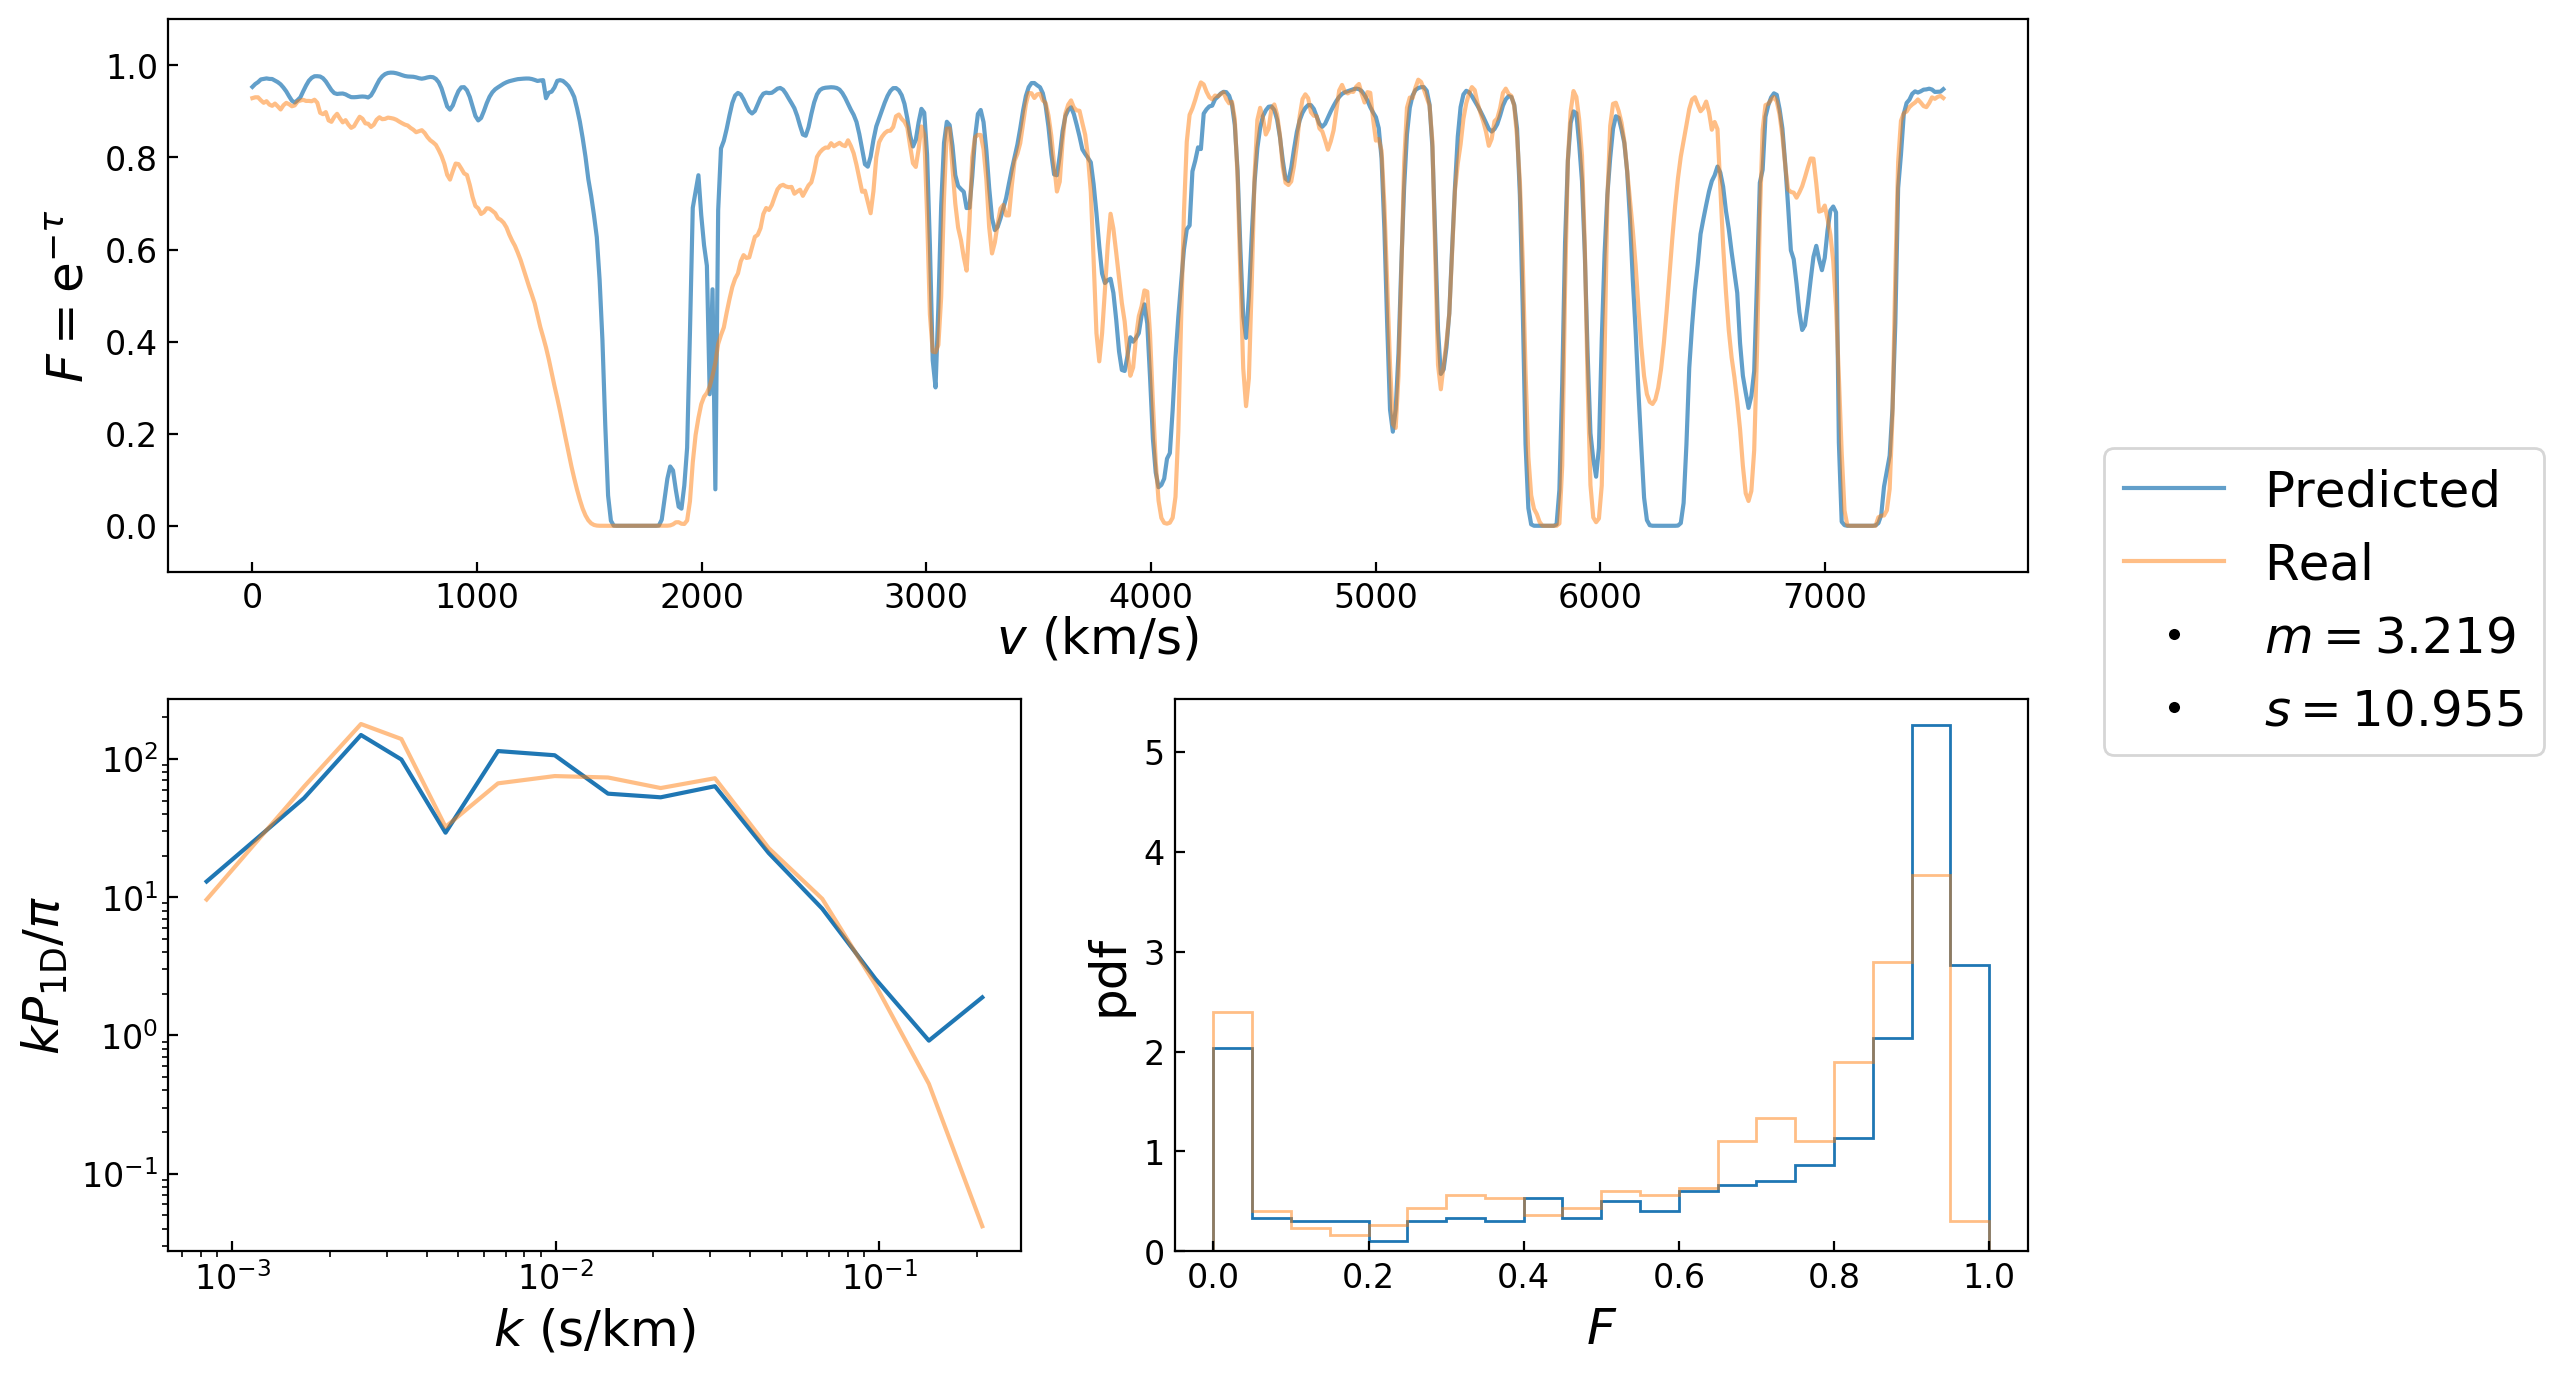 F = e^{-τ}
1.0
0.8
0.6
0.4
0.2
0.0
0 1000 2000 3000 4000 5000 6000 7000
v (km/s)
Predicted
Real
m = 3.219
s = 10.955
kP_{1D}/π
10^2
10^1
10^0
10^{-1}
10^{-3} 10^{-2} 10^{-1}
k (s/km)
pdf
5
4
3
2
1
0
0.0 0.2 0.4 0.6 0.8 1.0
F